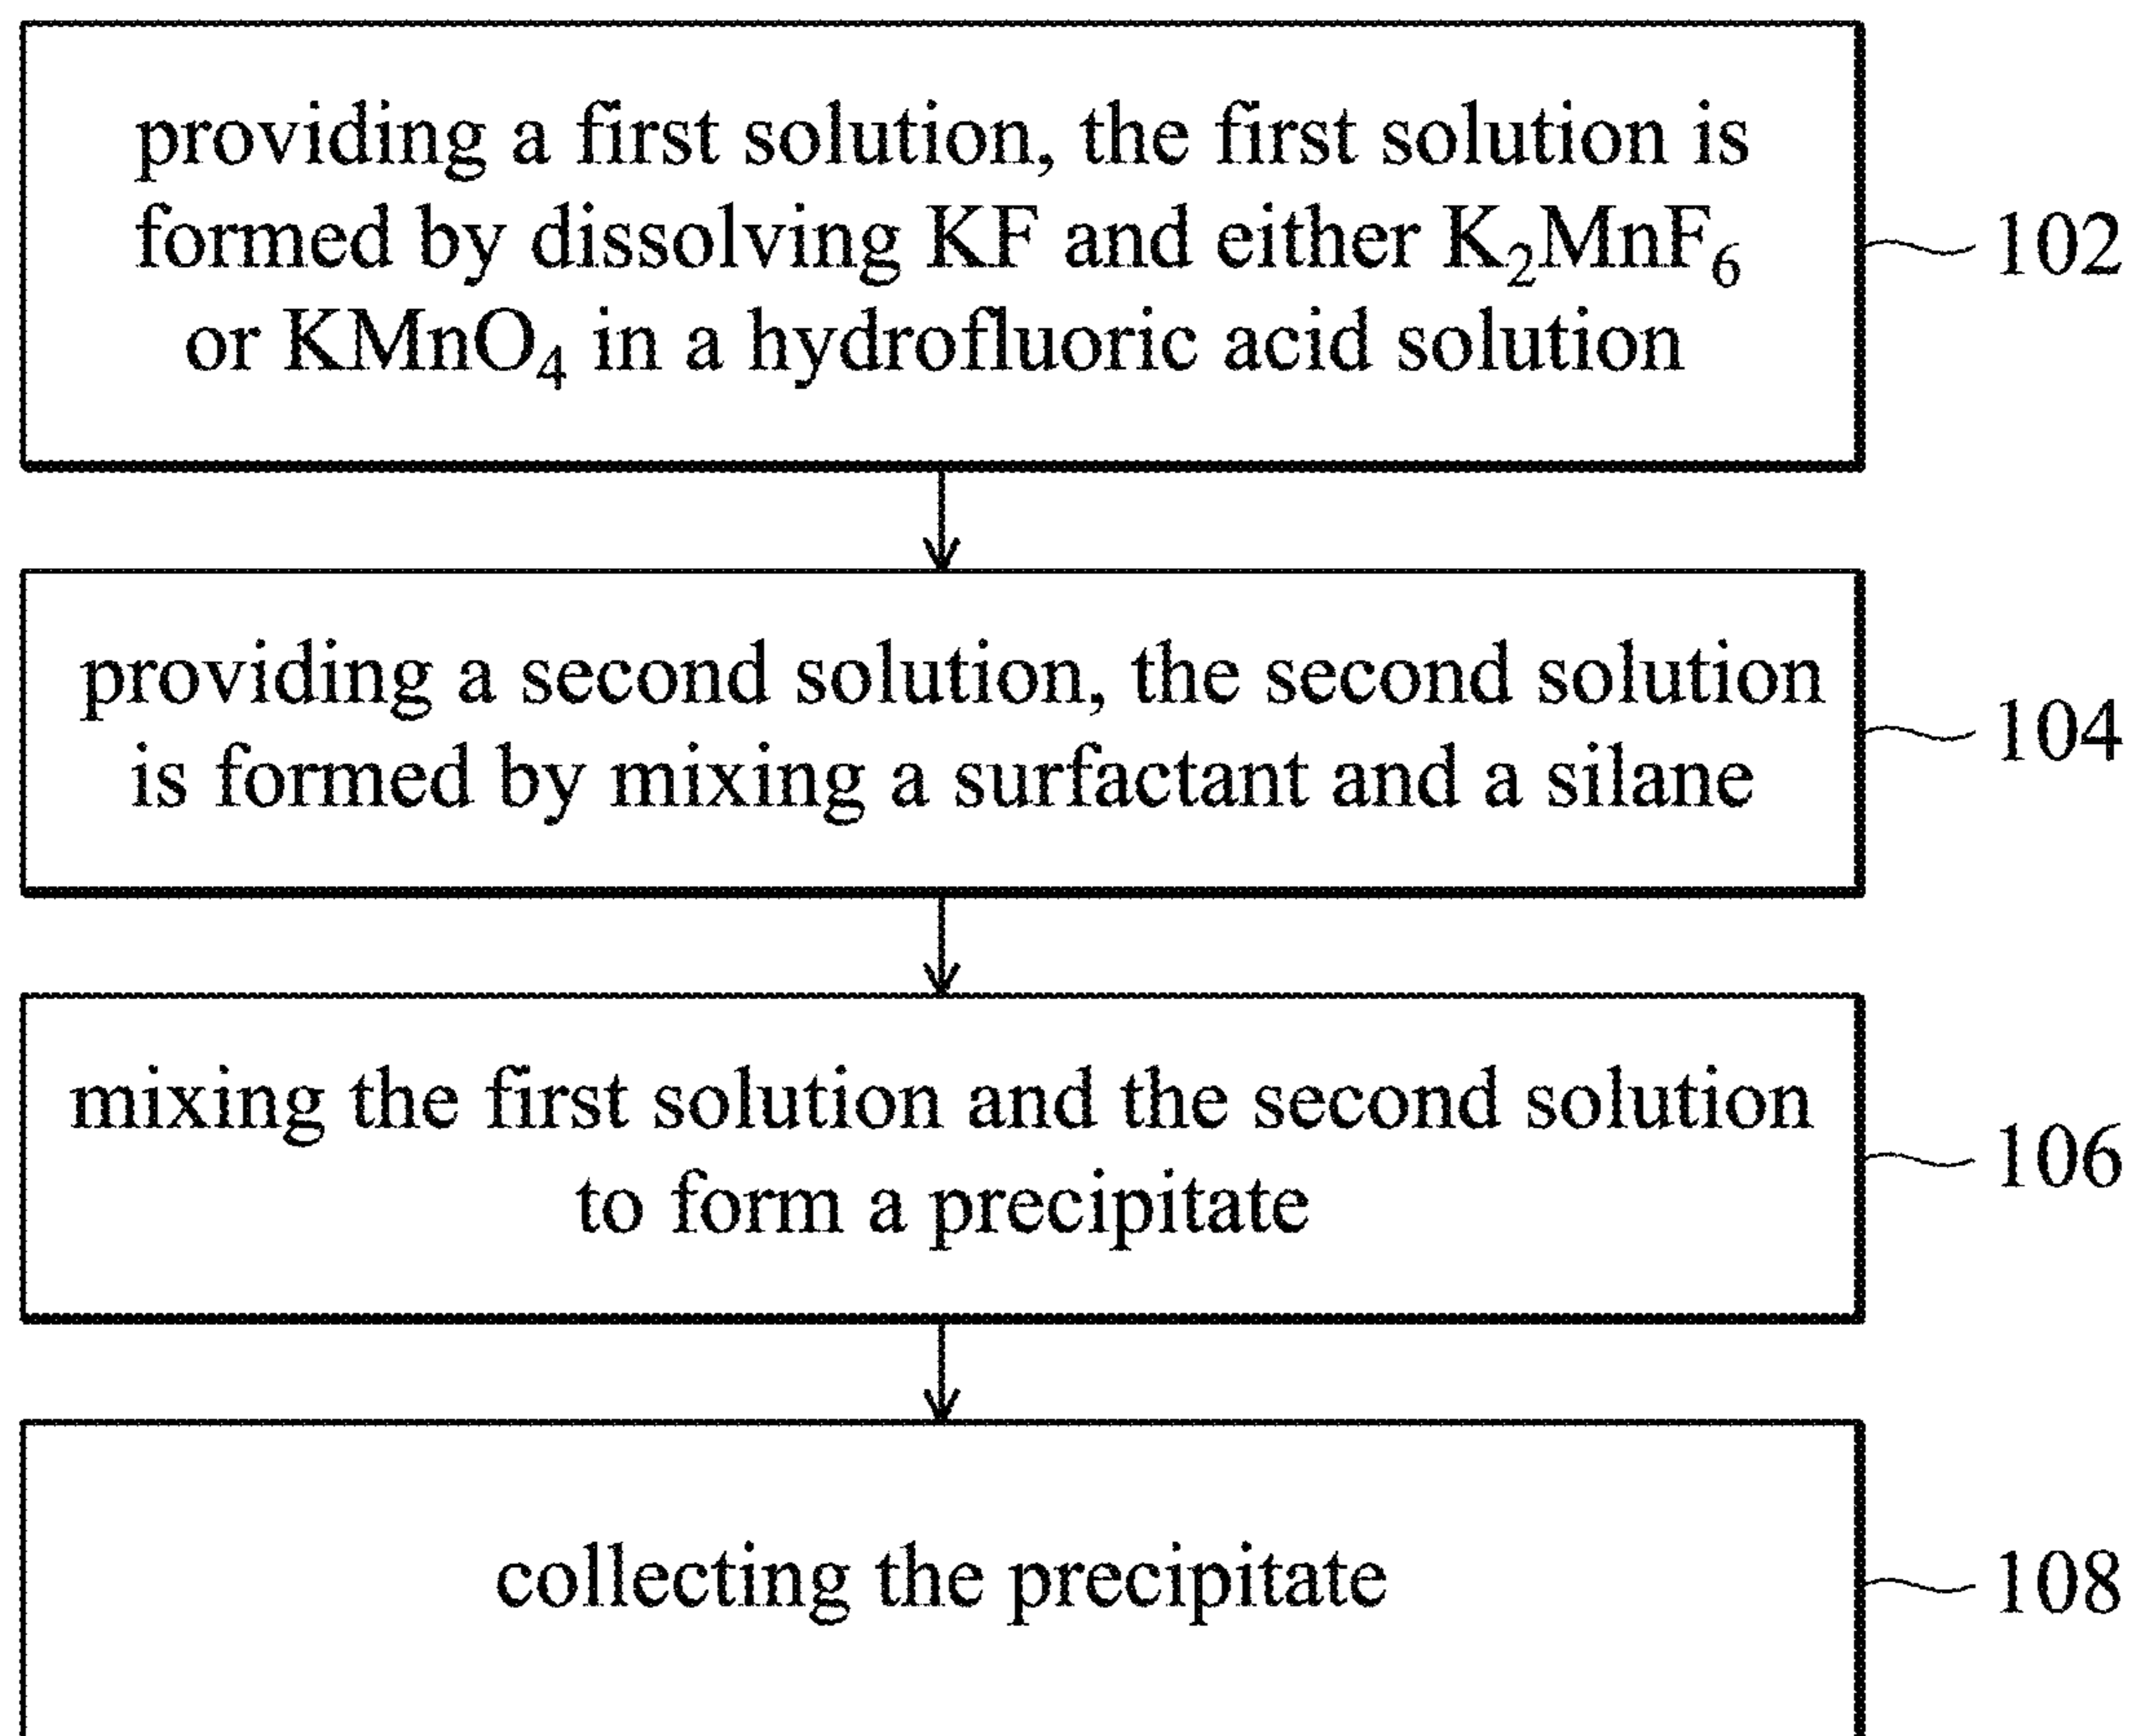 providing a first solution, the first solution is
formed by dissolving KF and either K₂MnF₆
or KMnO₄ in a hydrofluoric acid solution
102
providing a second solution, the second solution
is formed by mixing a surfactant and a silane
104
mixing the first solution and the second solution
to form a precipitate
106
collecting the precipitate
108